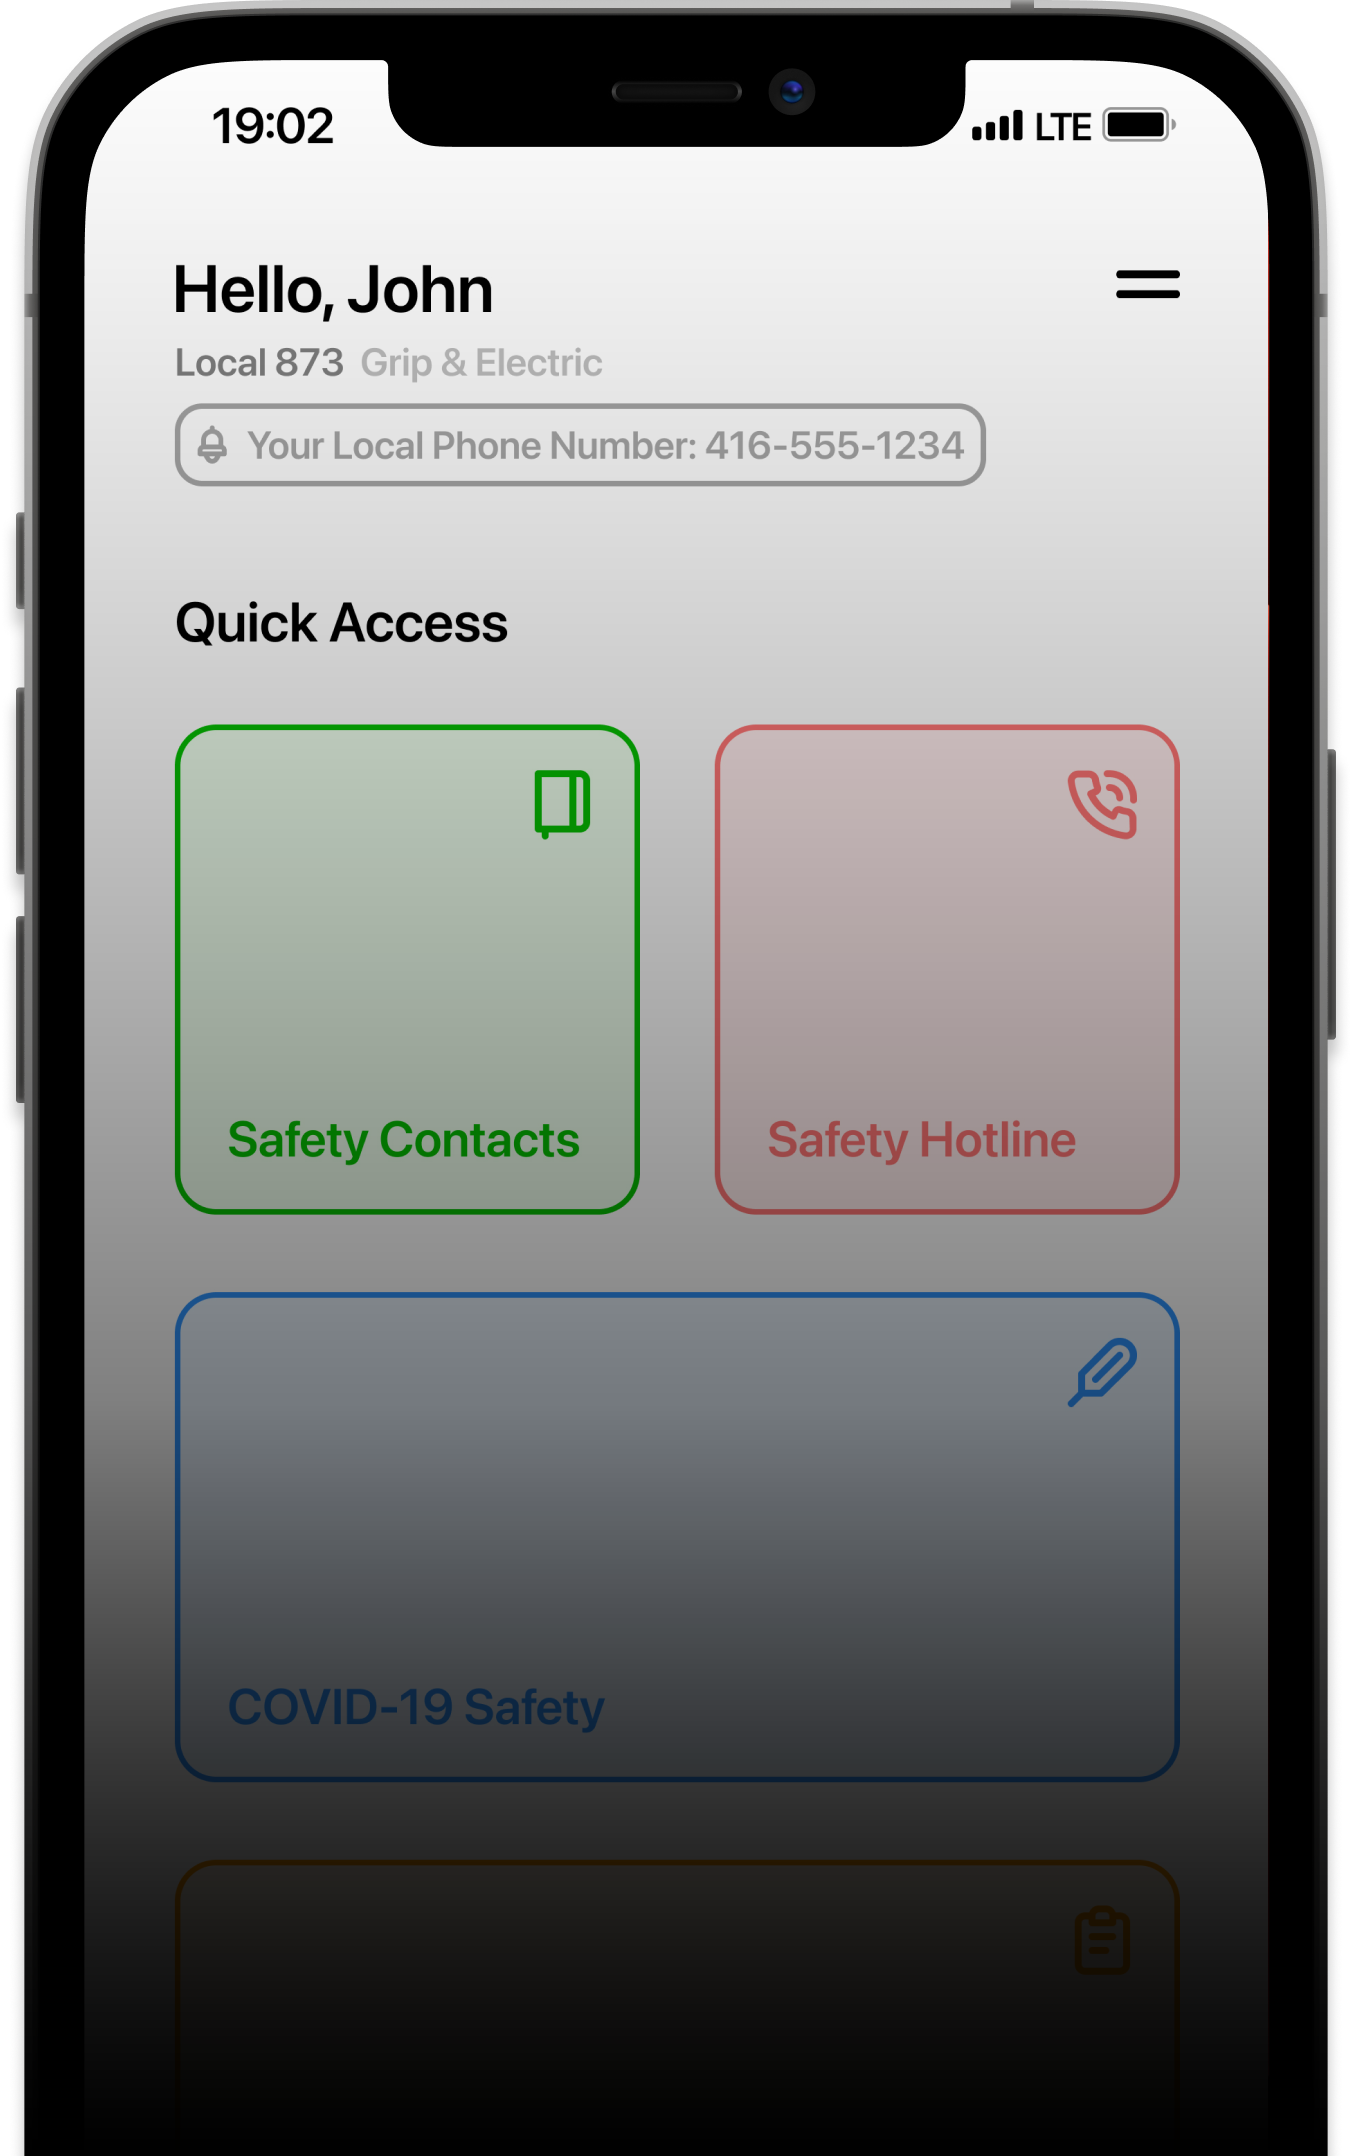 19:02 LTE
Hello, John
Local 873 Grip & Electric
Your Local Phone Number: 416-555-1234
Quick Access
Safety Contacts
Safety Hotline
COVID-19 Safety